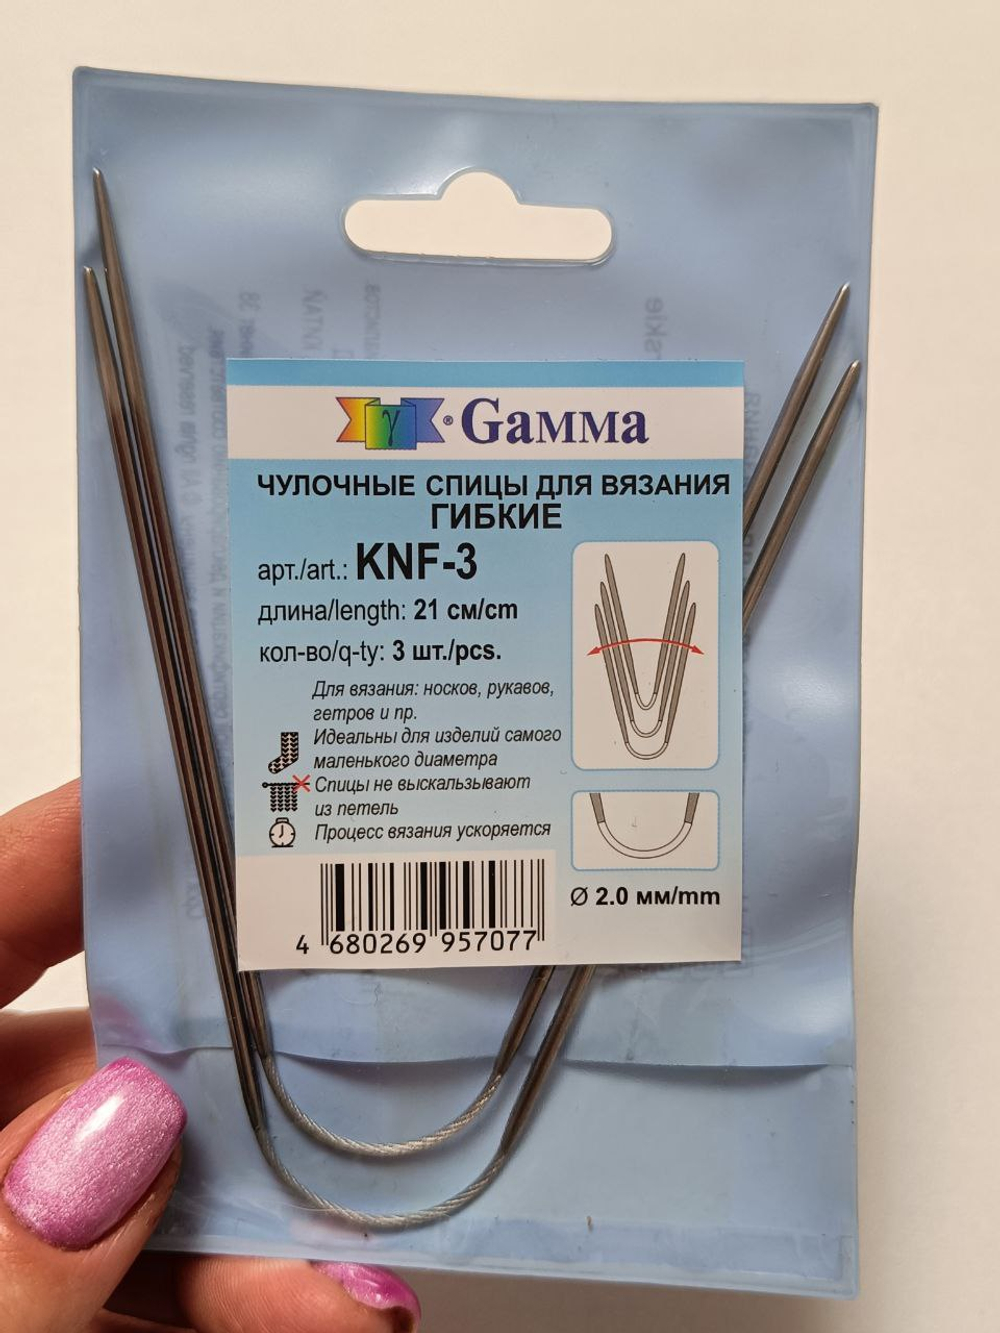 γ ® Gамма
ЧУЛОЧНЫЕ СПИЦЫ ДЛЯ ВЯЗАНИЯ
ГИБКИЕ
арт./art.: KNF-3
длина/length: 21 см/cm
кол-во/q-ty: 3 шт./pcs.
Для вязания: носков, рукавов,
гетров и пр.
Идеальны для изделий самого
маленького диаметра
Спицы не выскальзывают
из петель
Процесс вязания ускоряется
Ø 2.0 мм/mm
4 680269 957077